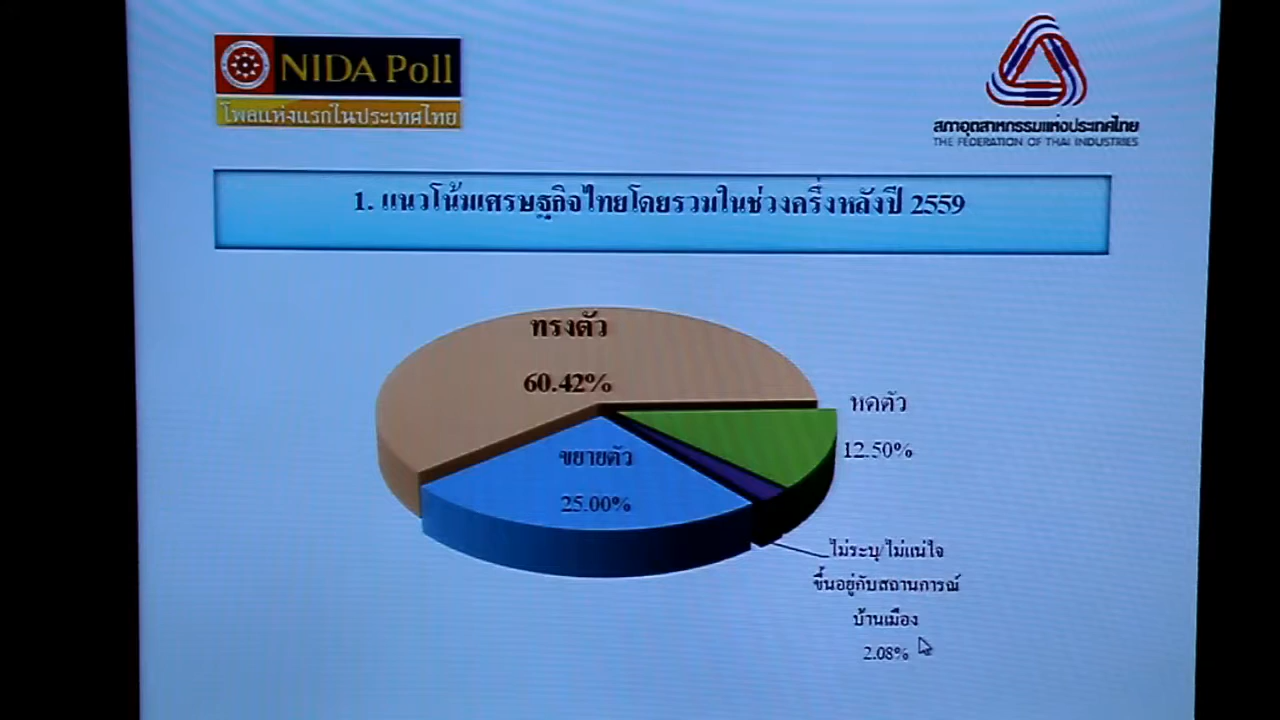 NIDA Poll
โพลแห่งแรกในประเทศไทย
สภาอุตสาหกรรมแห่งประเทศไทย
THE FEDERATION OF THAI INDUSTRIES
1. แนวโน้มเศรษฐกิจไทยโดยรวมในช่วงครึ่งหลังปี 2559
ทรงตัว
60.42%
หดตัว
12.50%
ขยายตัว
25.00%
ไม่ระบุ/ไม่แน่ใจ
ขึ้นอยู่กับสถานการณ์
บ้านเมือง
2.08%